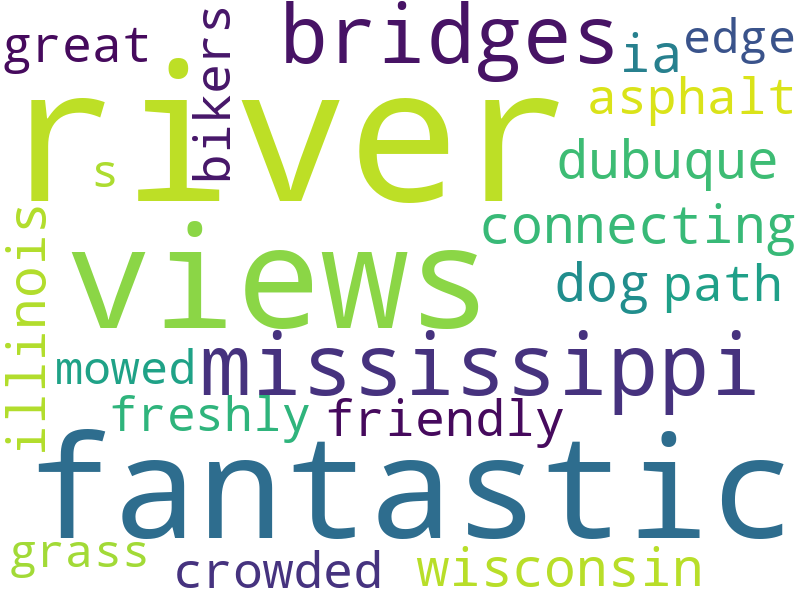 great
bikers
bridges
ia
edge
river
asphalt
s
dubuque
illinois
views
connecting
dog
path
mowed
mississippi
freshly
friendly
fantastic
grass
crowded
wisconsin